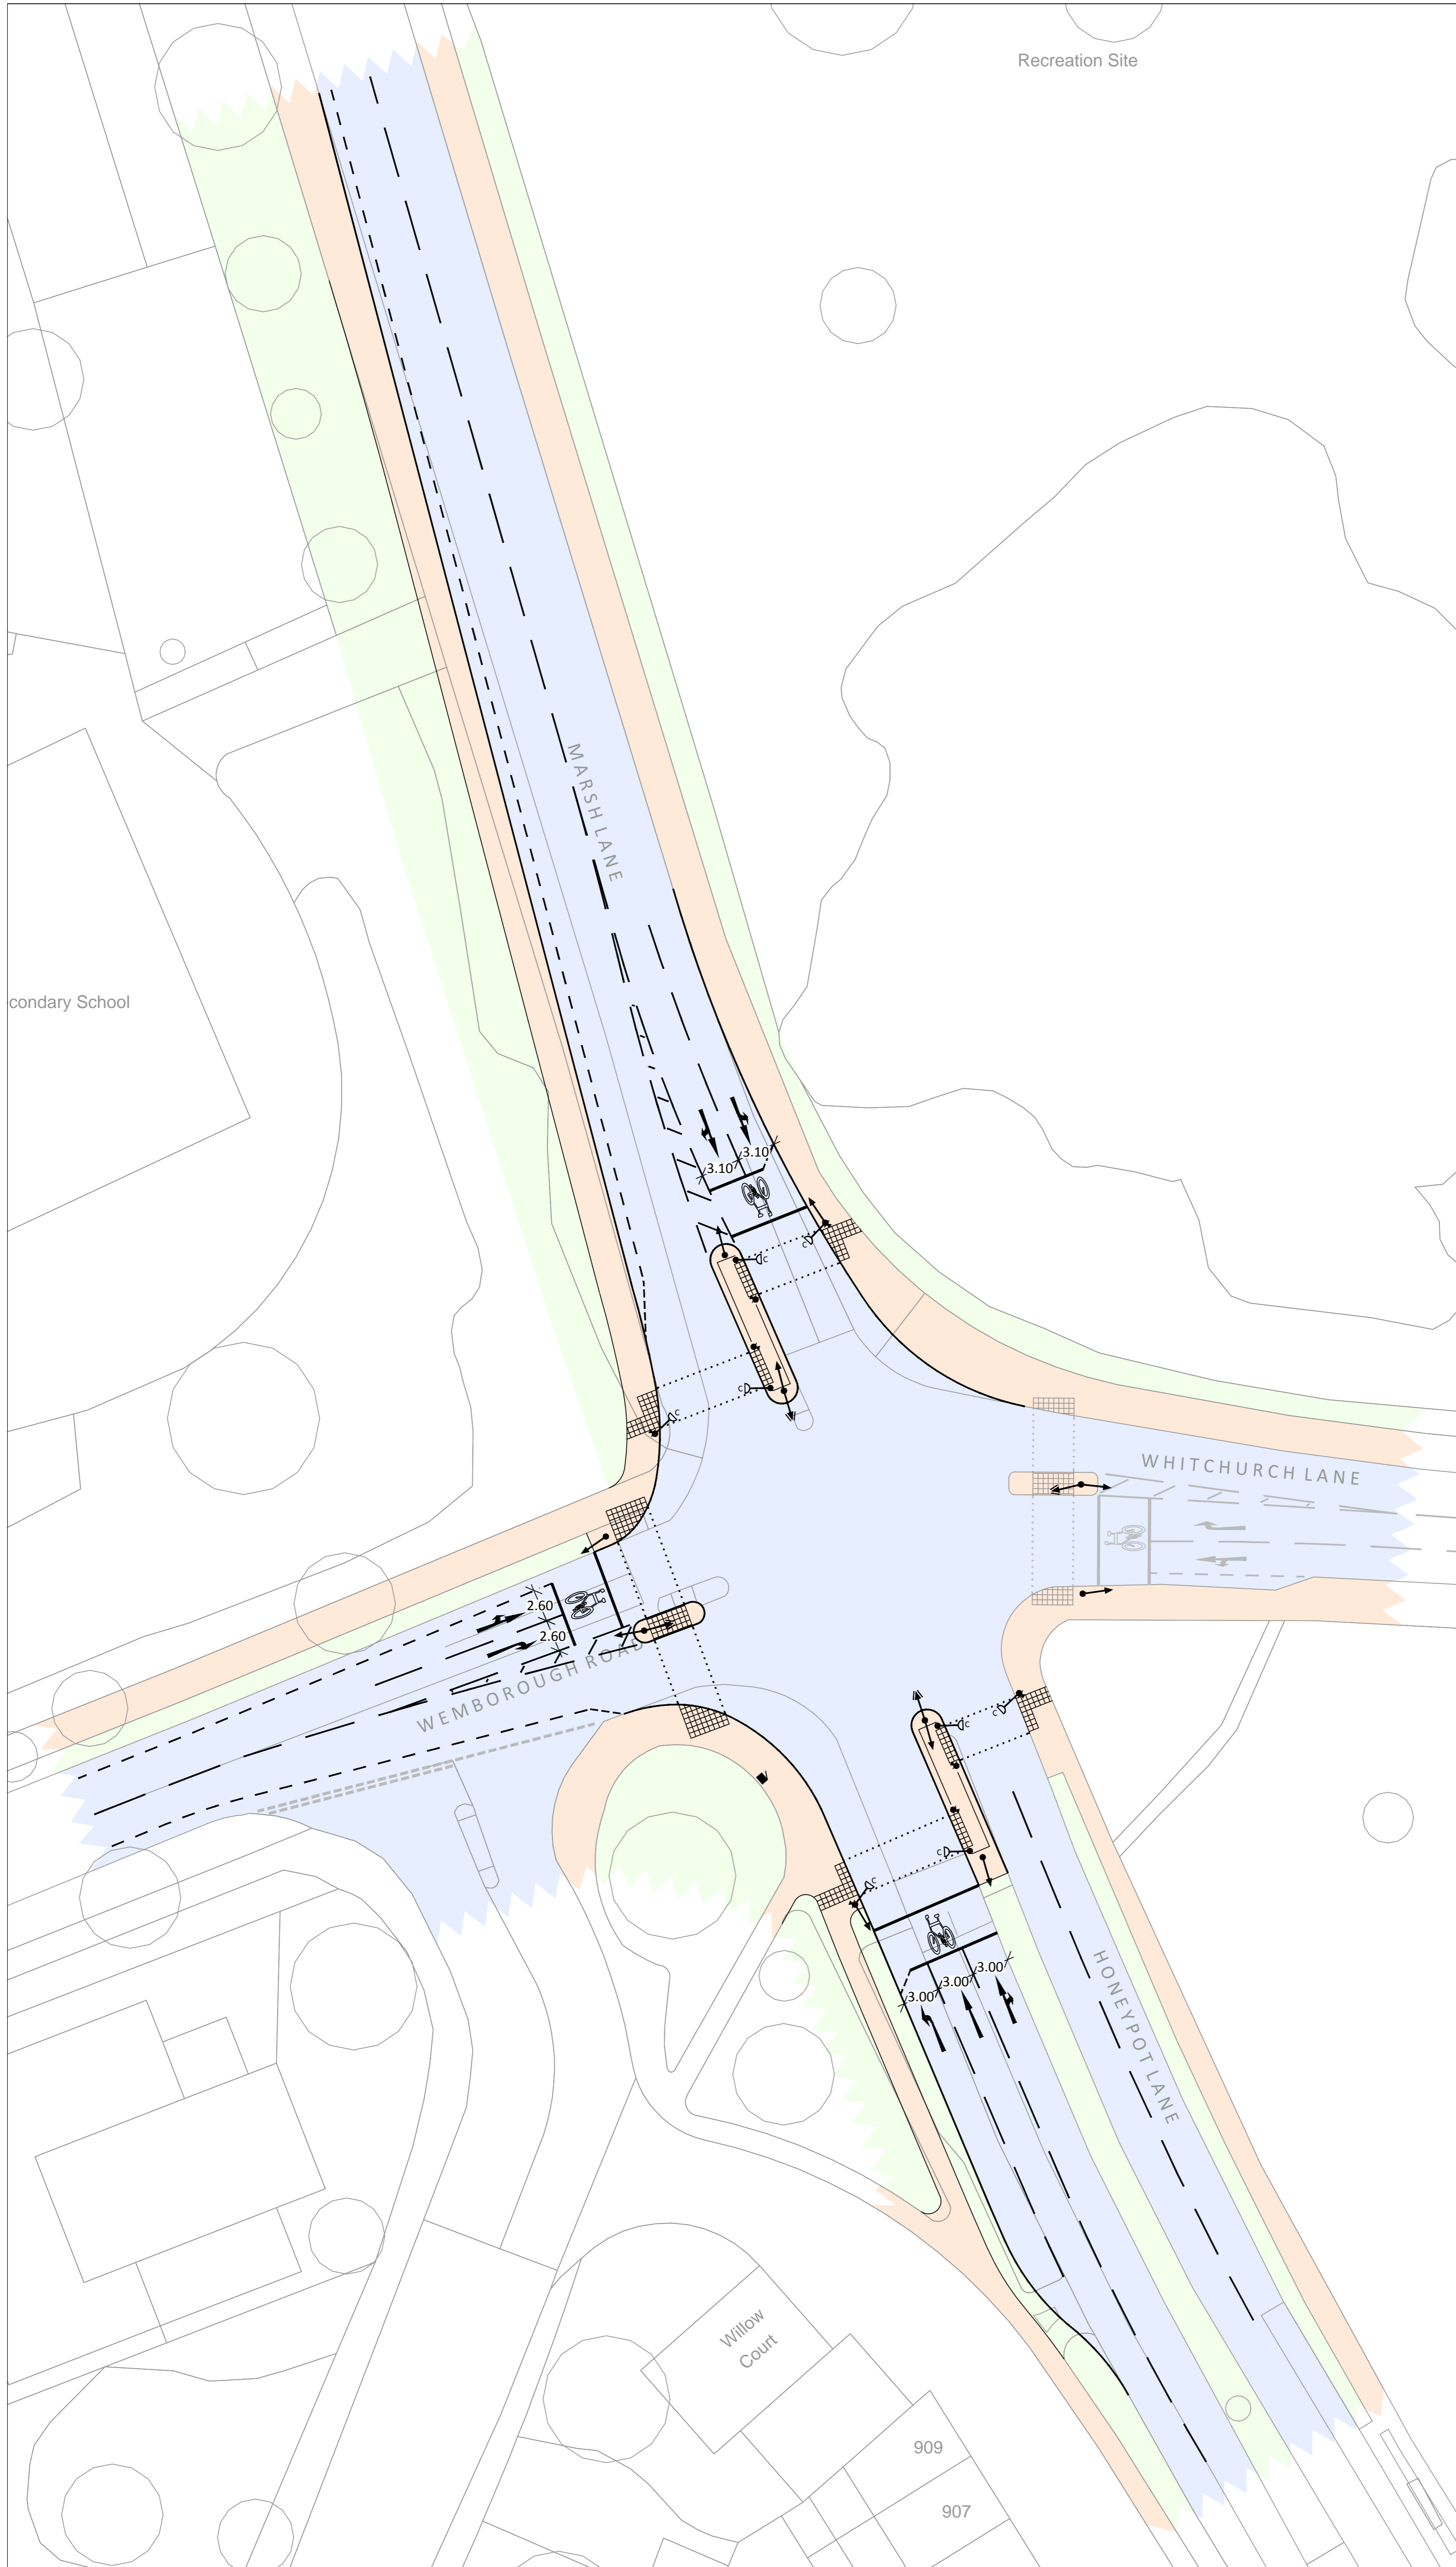 Recreation Site
MARSH LANE
condary School
3.10
3.10
C
C
C
C
WHITCHURCH LANE
2.60
2.60
WEMBOROUGH ROAD
C
C
C
C
3.00
3.00
3.00
HONEYPOT LANE
Willow
Court
909
907